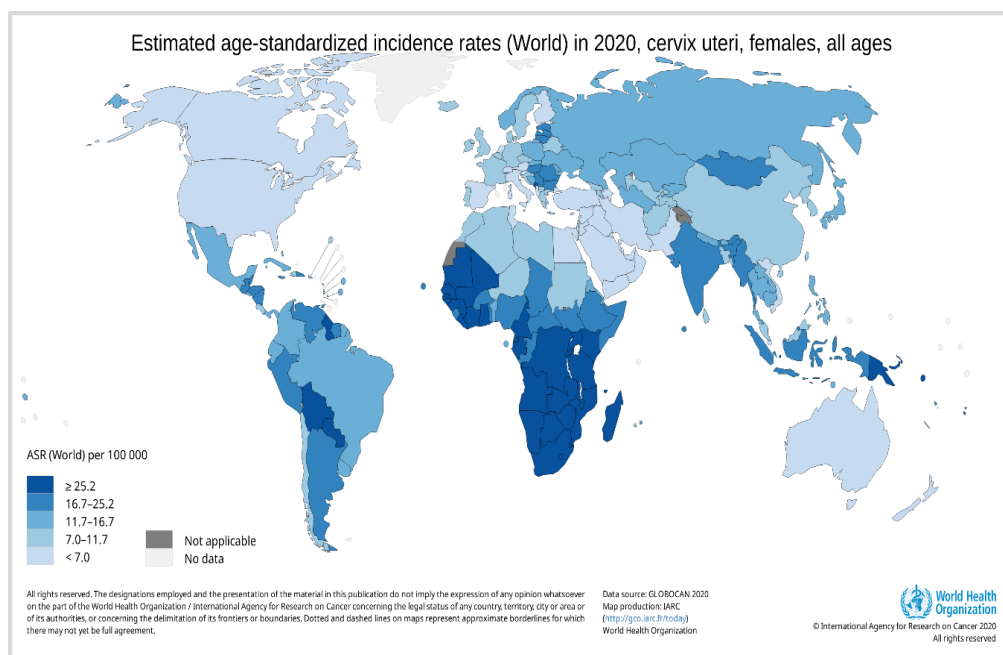 Estimated age-standardized incidence rates (World) in 2020, cervix uteri, females, all ages
ASR (World) per 100 000
≥ 25.2
16.7–25.2
11.7–16.7
7.0–11.7
< 7.0
Not applicable
No data
All rights reserved. The designations employed and the presentation of the material in this publication do not imply the expression of any opinion whatsoever
on the part of the World Health Organization / International Agency for Research on Cancer concerning the legal status of any country, territory, city or area or
of its authorities, or concerning the delimitation of its frontiers or boundaries. Dotted and dashed lines on maps represent approximate borderlines for which
there may not yet be full agreement.
Data source: GLOBOCAN 2020
Map production: IARC
(http://gco.iarc.fr/today)
World Health Organization
World Health
Organization
© International Agency for Research on Cancer 2020
All rights reserved